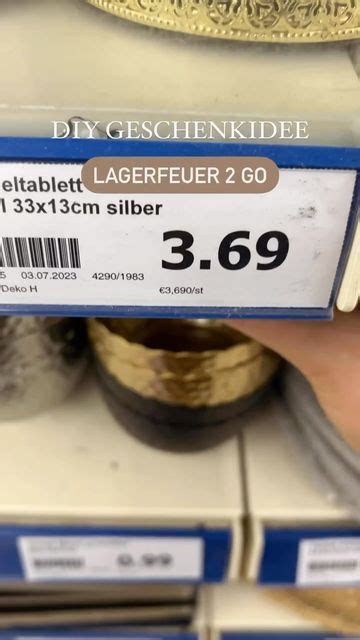 DIY GESCHENKIDEE
LAGERFEUER 2 GO
eltablett
33x13cm silber
3.69
5 03.07.2023 4290/1983
/Deko H
€3,690/st
0.99